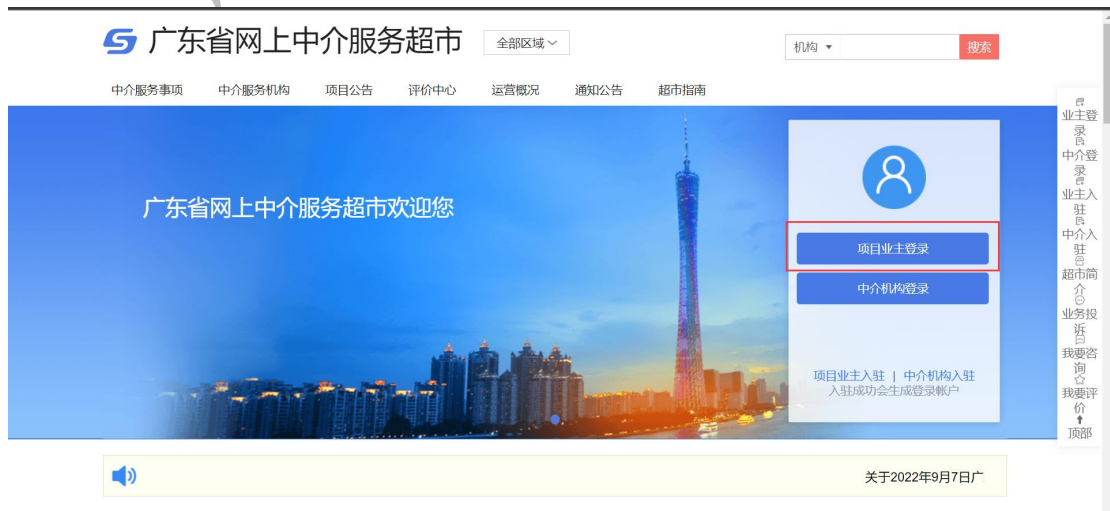 广东省网上中介服务超市
全部区域
机构
搜索
中介服务事项 中介服务机构 项目公告 评价中心 运营概况 通知公告 超市指南
广东省网上中介服务超市欢迎您
项目业主登录
中介机构登录
项目业主入驻 | 中介机构入驻
入驻成功会生成登录帐户
业主登
录
中介登
录
业主入
驻
中介入
驻
超市简
介
业务投
诉
我要咨
询
我要评
价
顶部
关于2022年9月7日广